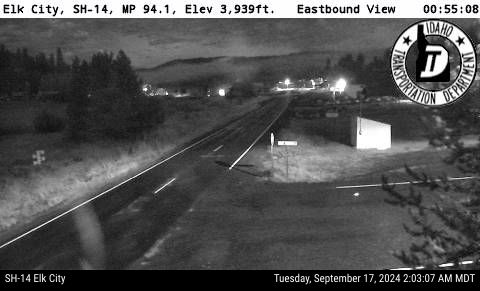 Elk City, SH-14, MP 94.1, Elev 3,939ft. Eastbound View 00:55:08
IDAHO
TRANSPORTATION DEPARTMENT
SH-14 Elk City Tuesday, September 17, 2024 2:03:07 AM MDT